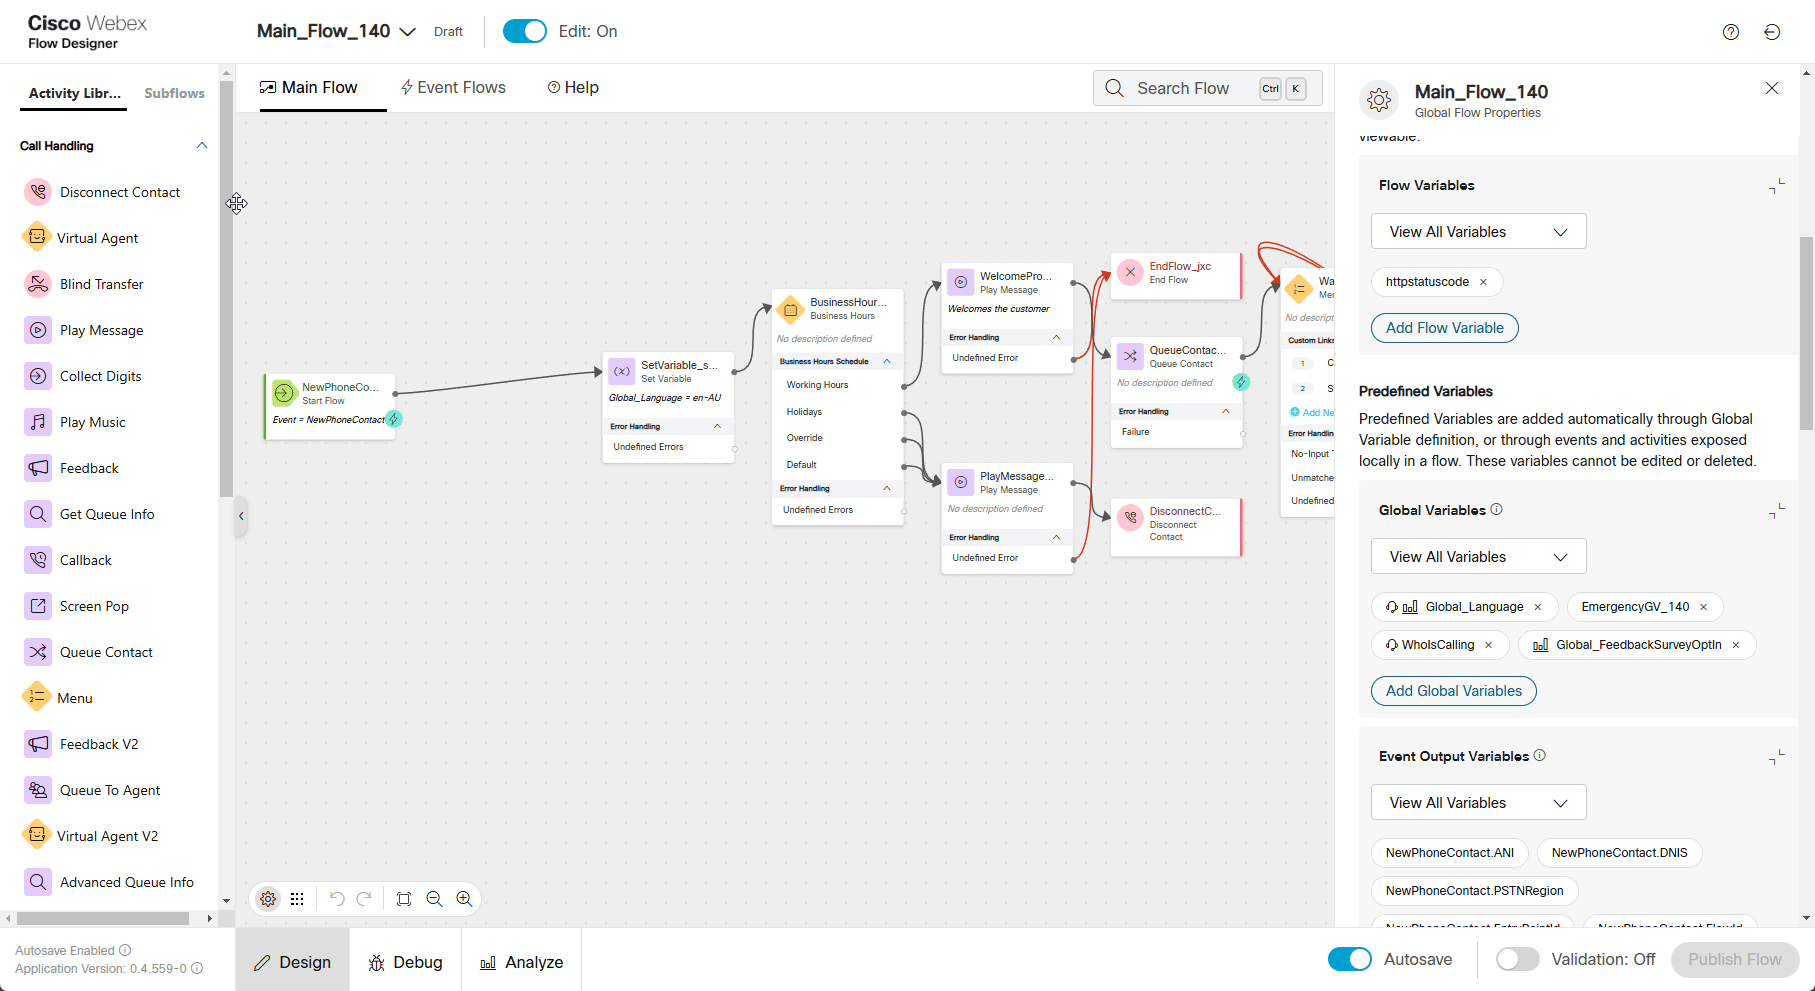 Cisco Webex
Flow Designer
Main_Flow_140
Draft
Edit: On
Activity Libr...
Subflows
Main Flow
Event Flows
Help
Search Flow
Ctrl
K
Call Handling
Disconnect Contact
Virtual Agent
Blind Transfer
Play Message
Collect Digits
Play Music
Feedback
Get Queue Info
Callback
Screen Pop
Queue Contact
Menu
Feedback V2
Queue To Agent
Virtual Agent V2
Advanced Queue Info
NewPhoneCo...
Start Flow
Event = NewPhoneContact
SetVariable_s...
Set Variable
Global_Language = en-AU
Error Handling
Undefined Errors
BusinessHour...
Business Hours
No description defined
Business Hours Schedule
Working Hours
Holidays
Override
Default
Error Handling
Undefined Errors
WelcomePro...
Play Message
Welcomes the customer
Error Handling
Undefined Error
PlayMessage...
Play Message
No description defined
Error Handling
Undefined Error
EndFlow_jxc
End Flow
QueueContac...
Queue Contact
No description defined
Error Handling
Failure
DisconnectC...
Disconnect
Contact
Wa
Me
No descript
Custom Links
1 C
2 S
Add Ne
Error Handlin
No-Input T
Unmatche
Undefined
Main_Flow_140
Global Flow Properties
viewable.
Flow Variables
View All Variables
httpstatuscode ×
Add Flow Variable
Predefined Variables
Predefined Variables are added automatically through Global
Variable definition, or through events and activities exposed
locally in a flow. These variables cannot be edited or deleted.
Global Variables
View All Variables
Global_Language ×
EmergencyGV_140 ×
WhoIsCalling ×
Global_FeedbackSurveyOptIn ×
Add Global Variables
Event Output Variables
View All Variables
NewPhoneContact.ANI
NewPhoneContact.DNIS
NewPhoneContact.PSTNRegion
NewPhoneContact.EntryPointId
NewPhoneContact.FlowId
Autosave Enabled
Application Version: 0.4.559-0
Design
Debug
Analyze
Autosave
Validation: Off
Publish Flow